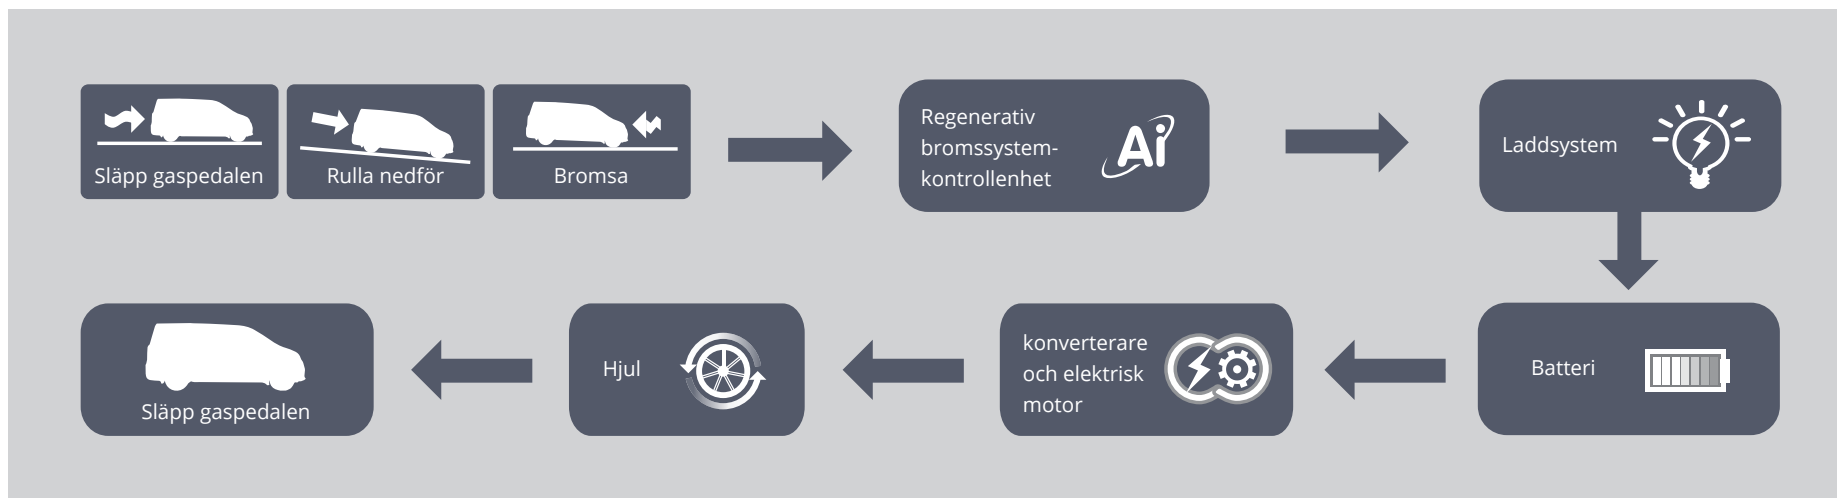 Släpp gaspedalen
Rulla nedför
Bromsa
Regenerativ
bromssystem-
kontrollenhet
Ai
Laddsystem
Släpp gaspedalen
Hjul
konverterare
och elektrisk
motor
Batteri